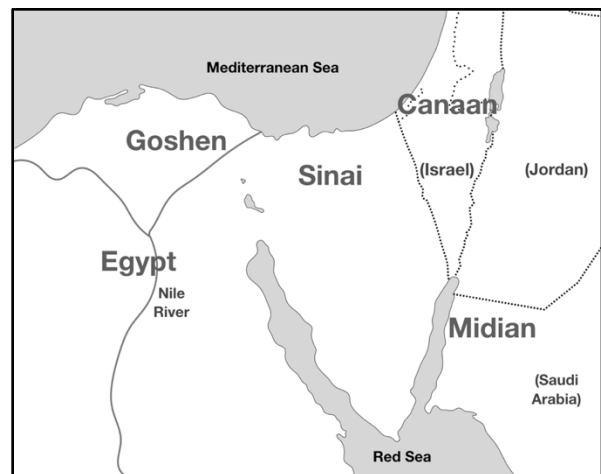 Mediterranean Sea
Canaan
Goshen
Sinai
(Israel)
(Jordan)
Egypt
Nile
River
Midian
(Saudi
Arabia)
Red Sea